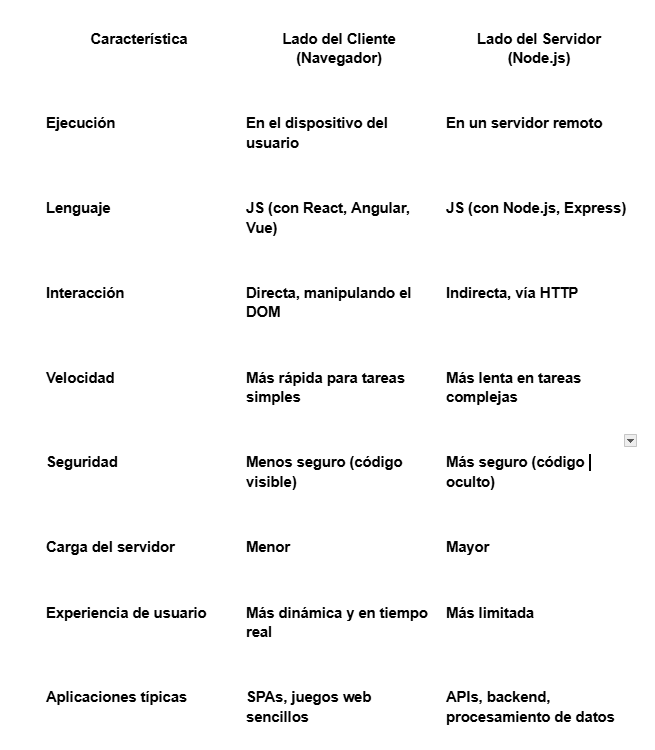 Característica Lado del Cliente Lado del Servidor
(Navegador) (Node.js)
Ejecución En el dispositivo del En un servidor remoto
usuario
Lenguaje JS (con React, Angular, JS (con Node.js, Express)
Vue)
Interacción Directa, manipulando el Indirecta, vía HTTP
DOM
Velocidad Más rápida para tareas Más lenta en tareas
simples complejas
Seguridad Menos seguro (código Más seguro (código
visible) oculto)
Carga del servidor Menor Mayor
Experiencia de usuario Más dinámica y en tiempo Más limitada
real
Aplicaciones típicas SPAs, juegos web APIs, backend,
sencillos procesamiento de datos